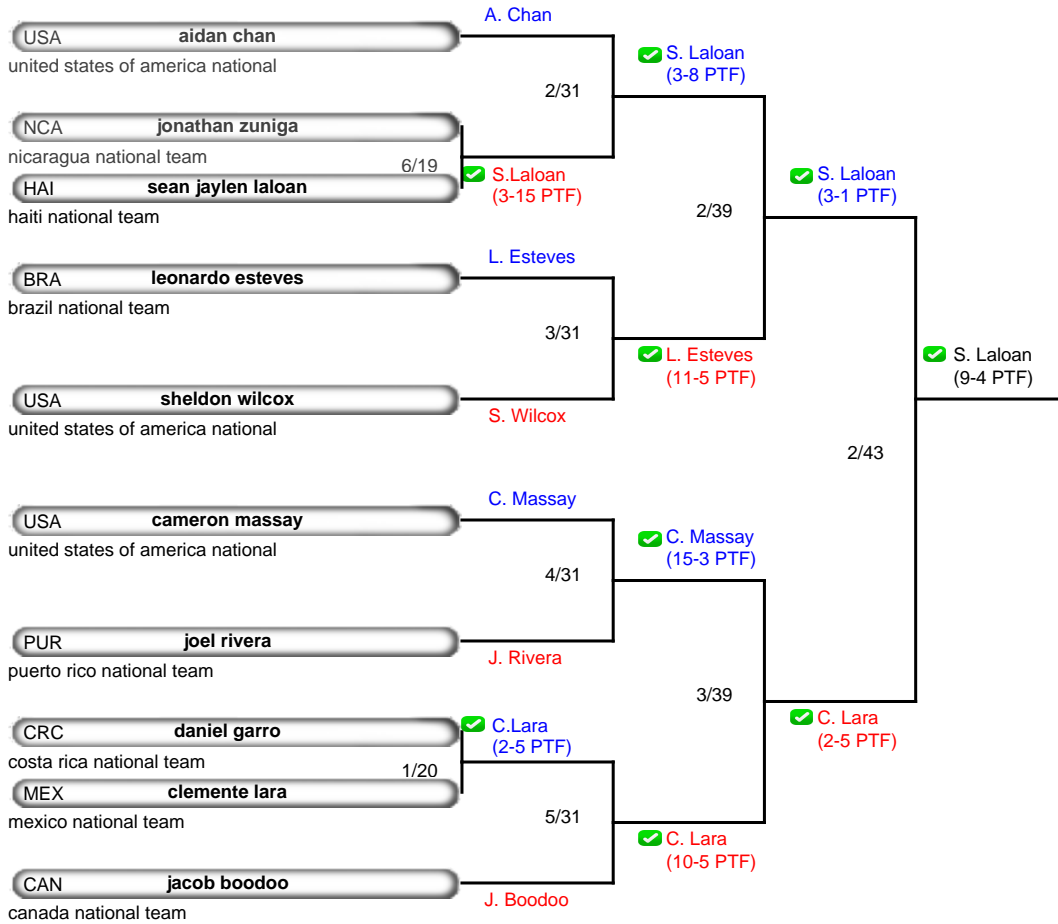 A. Chan
USA aidan chan
united states of america national
S. Laloan
(3-8 PTF)
2/31
NCA jonathan zuniga
nicaragua national team
6/19
HAI sean jaylen laloan
haiti national team
S.Laloan
(3-15 PTF)
S. Laloan
(3-1 PTF)
2/39
L. Esteves
BRA leonardo esteves
brazil national team
3/31
L. Esteves
(11-5 PTF)
USA sheldon wilcox
united states of america national
S. Wilcox
S. Laloan
(9-4 PTF)
2/43
C. Massay
USA cameron massay
united states of america national
C. Massay
(15-3 PTF)
4/31
PUR joel rivera
puerto rico national team
J. Rivera
3/39
C. Lara
(2-5 PTF)
CRC daniel garro
costa rica national team
C.Lara
(2-5 PTF)
1/20
MEX clemente lara
mexico national team
5/31
C. Lara
(10-5 PTF)
CAN jacob boodoo
canada national team
J. Boodoo